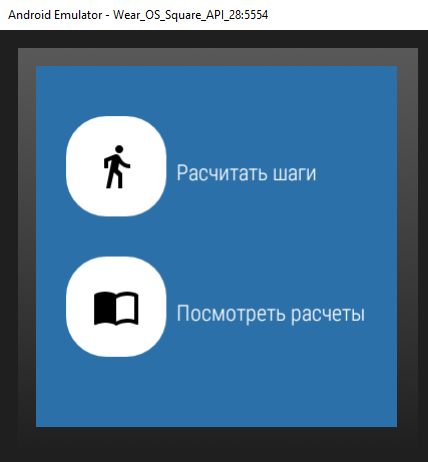 Android Emulator - Wear_OS_Square_API_28:5554
Расчитать шаги
Посмотреть расчеты